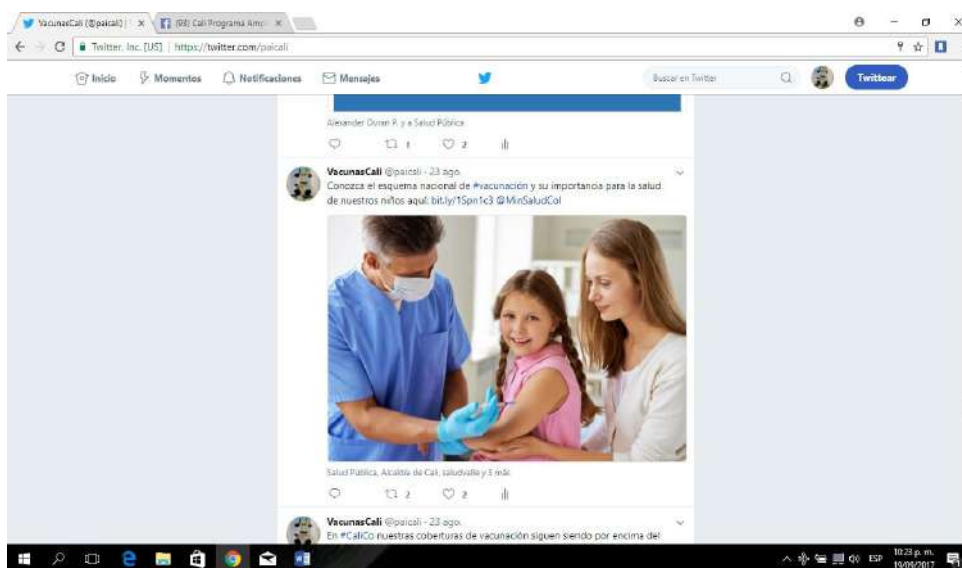 VacunasCali (@paicali) |
(93) Cali Programa Amp
Twitter, Inc. [US] | https://twitter.com/paicali
Inicio Momentos Notificaciones Mensajes Buscar en Twitter Twittear
Alexander Duran P. y a Salud Pública
1 2
VacunasCali @paicali · 23 ago.
Conozca el esquema nacional de #vacunación y su importancia para la salud
de nuestros niños aquí: bit.ly/1Spn1c3 @MinSaludCol
Salud Pública, Alcaldía de Cali, saludvalle y 5 más
2 2
VacunasCali @paicali · 23 ago.
En #CaliCo nuestras coberturas de vacunación siguen siendo por encima del
ESP 10:23 p. m.
19/09/2017